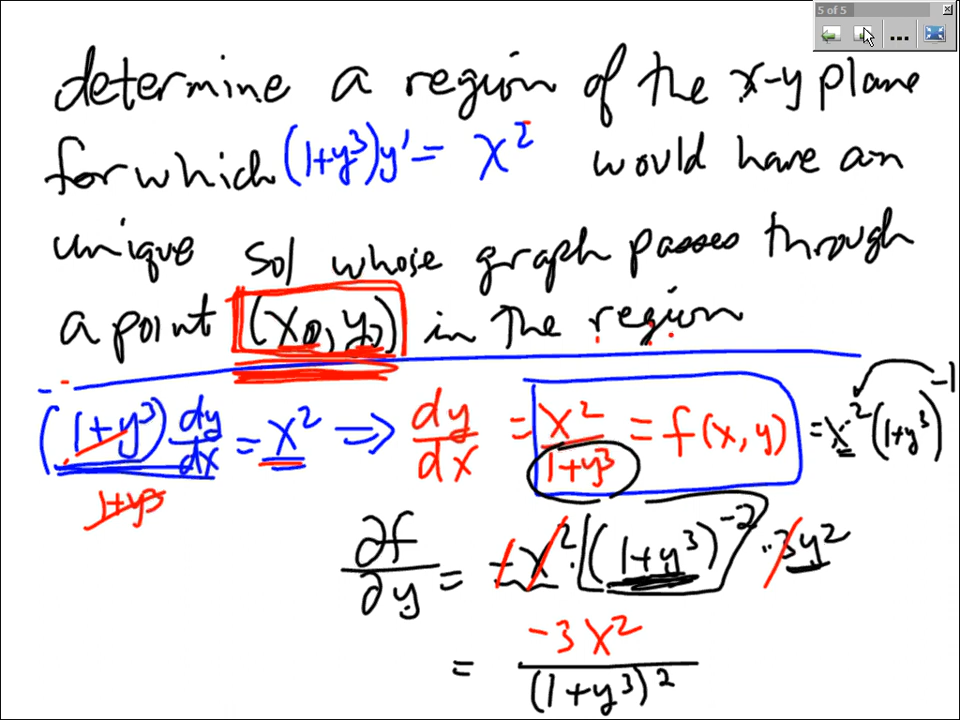 5 of 5
determine a region of the x-y plane
for which (1+y³)y' = x² would have an
unique sol whose graph passes through
a point (x₀, y₀) in the region
(1+y³) dy/dx = x² ⇒ dy/dx = x²/(1+y³) = f(x,y) = x²(1+y³)⁻¹
1+y³
∂f/∂y = -x² · (1+y³)⁻² · 3y²
= -3x²/(1+y³)²